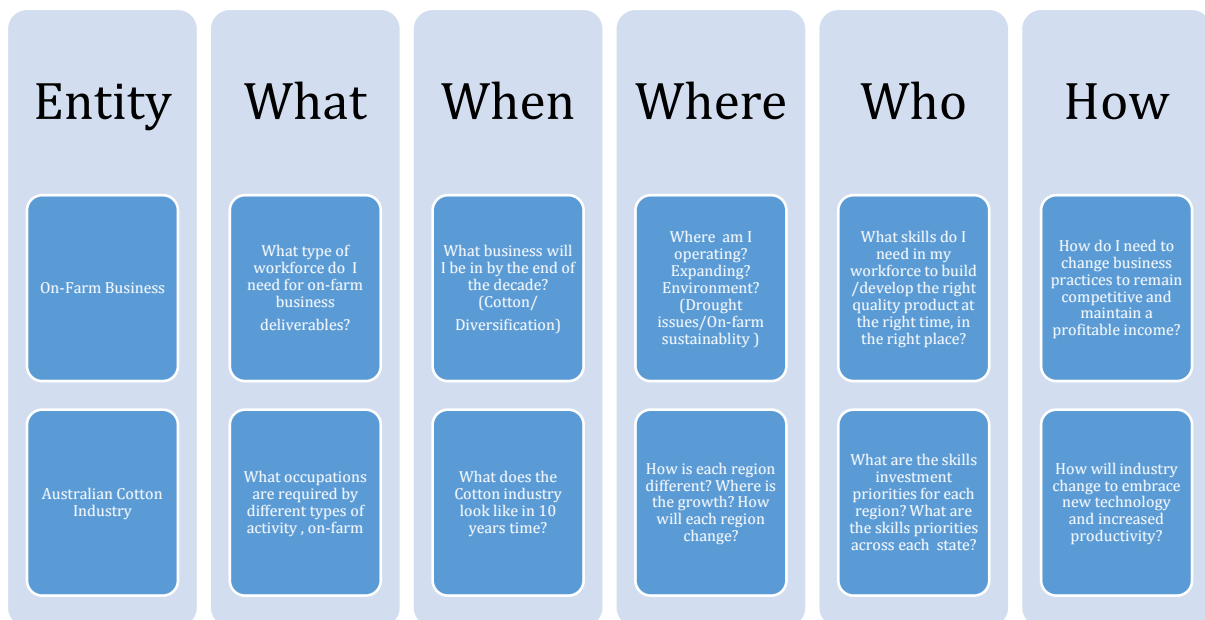 Entity
What
When
Where
Who
How
On-Farm Business
What type of
workforce do  I
need for on-farm
business
deliverables?
What business will
I be in by the end of
the decade?
(Cotton/
Diversification)
Where  am I
operating?
Expanding?
Environment?
(Drought
issues/On-farm
sustainablity )
What skills do I
need in my
workforce to build
/develop the right
quality product at
the right time, in
the right place?
How do I need to
change business
practices to remain
competitive and
maintain a
profitable income?
Australian Cotton
Industry
What occupations
are required by
different types of
activity , on-farm
What does the
Cotton industry
look like in 10
years time?
How is each region
different? Where is
the growth? How
will each region
change?
What are the skills
investment
priorities for each
region? What are
the skills priorities
across each  state?
How will industry
change to embrace
new technology
and increased
productivity?